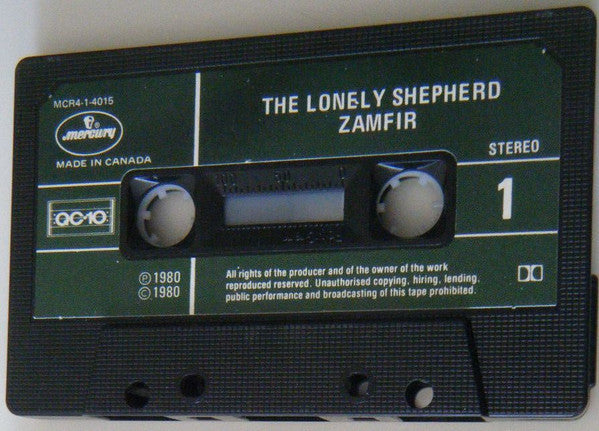 THE LONELY SHEPHERD
ZAMFIR
MCR4-1-4015
mercury
MADE IN CANADA
STEREO
1
QC-10
℗ 1980
© 1980
All rights of the producer and of the owner of the work
reproduced reserved. Unauthorised copying, hiring, lending,
public performance and broadcasting of this tape prohibited.